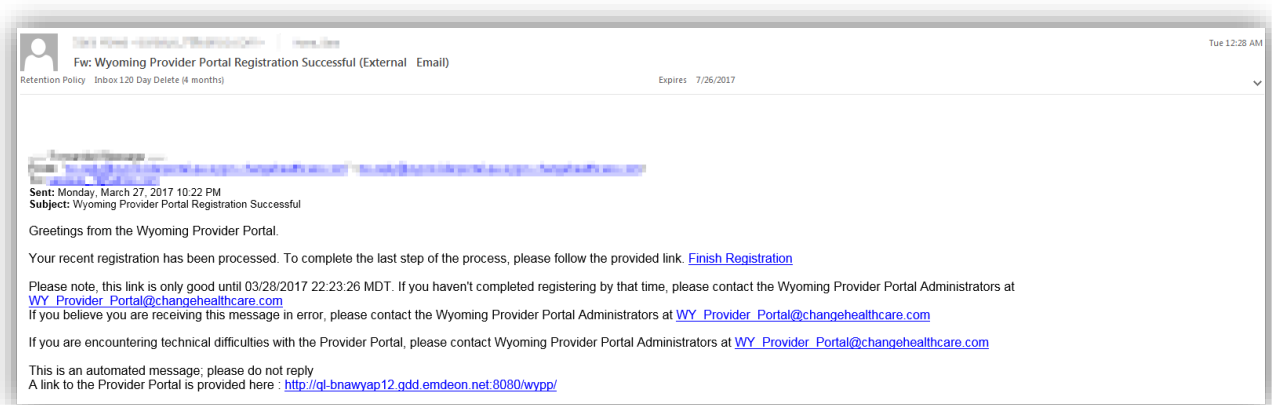 Tue 12:28 AM
Fw: Wyoming Provider Portal Registration Successful (External Email)
Retention Policy Inbox 120 Day Delete (4 months) Expires 7/26/2017
Sent: Monday, March 27, 2017 10:22 PM
Subject: Wyoming Provider Portal Registration Successful
Greetings from the Wyoming Provider Portal.
Your recent registration has been processed. To complete the last step of the process, please follow the provided link. Finish Registration
Please note, this link is only good until 03/28/2017 22:23:26 MDT. If you haven't completed registering by that time, please contact the Wyoming Provider Portal Administrators at
WY_Provider_Portal@changehealthcare.com
If you believe you are receiving this message in error, please contact the Wyoming Provider Portal Administrators at WY_Provider_Portal@changehealthcare.com
If you are encountering technical difficulties with the Provider Portal, please contact Wyoming Provider Portal Administrators at WY_Provider_Portal@changehealthcare.com
This is an automated message; please do not reply
A link to the Provider Portal is provided here : http://ql-bnawyap12.gdd.emdeon.net:8080/wypp/